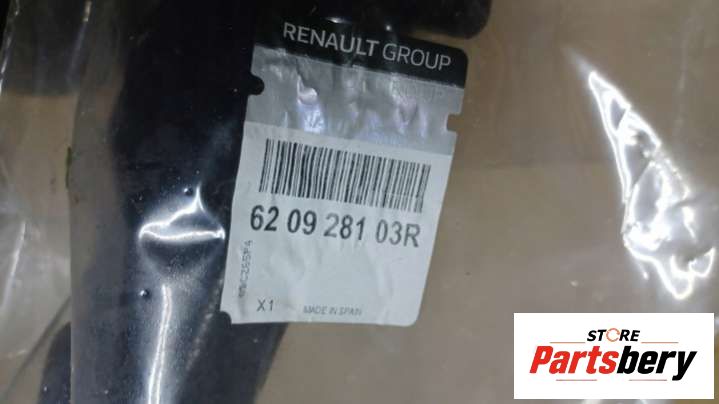 RENAULT GROUP
62 09 281 03R
X1 MADE IN SPAIN
STORE
Partsbery